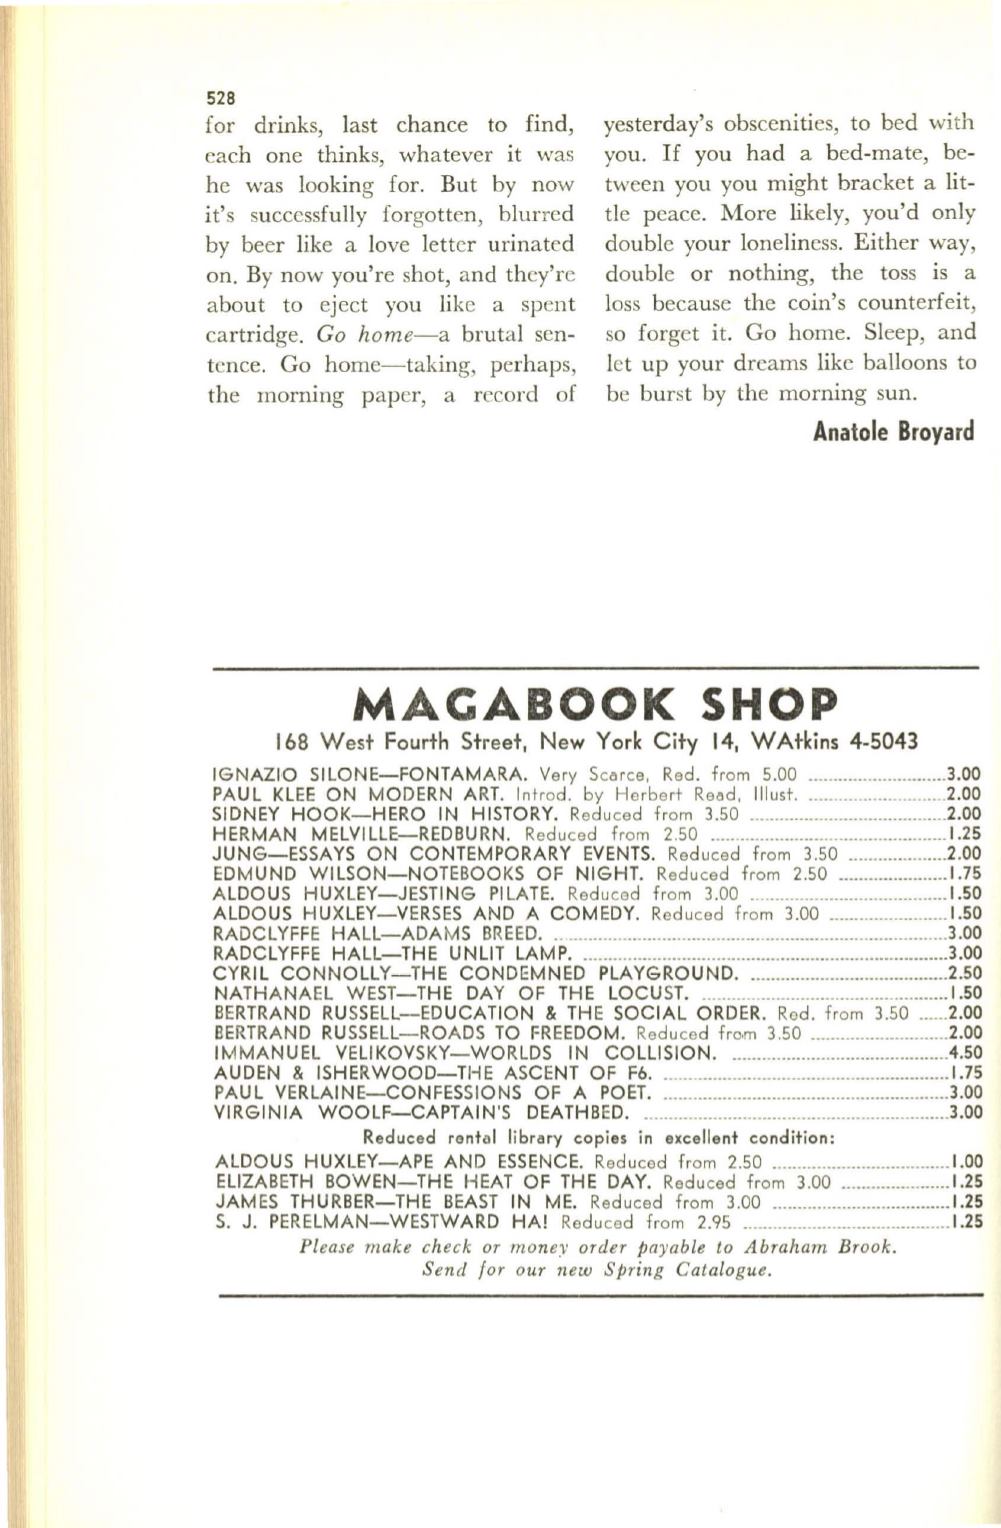 528
for drinks, last chance to find,
each one thinks, whatever it was
he was looking for. But by now
it's successfully forgotten, blurred
by beer like a love letter urinated
on. By now you're shot, and they're
about to eject you like a spent
cartridge. Go home—a brutal sen-
tence. Go home—taking, perhaps,
the morning paper, a record of
yesterday's obscenities, to bed with
you. If you had a bed-mate, be-
tween you you might bracket a lit-
tle peace. More likely, you'd only
double your loneliness. Either way,
double or nothing, the toss is a
loss because the coin's counterfeit,
so forget it. Go home. Sleep, and
let up your dreams like balloons to
be burst by the morning sun.
Anatole Broyard
MAGABOOK SHOP
168 West Fourth Street, New York City 14, WAtkins 4-5043
IGNAZIO SILONE—FONTAMARA. Very Scarce, Red. from 5.00 ........................3.00
PAUL KLEE ON MODERN ART. Introd. by Herbert Read, Illust. ........................2.00
SIDNEY HOOK—HERO IN HISTORY. Reduced from 3.50 ........................2.00
HERMAN MELVILLE—REDBURN. Reduced from 2.50 ........................1.25
JUNG—ESSAYS ON CONTEMPORARY EVENTS. Reduced from 3.50 ........................2.00
EDMUND WILSON—NOTEBOOKS OF NIGHT. Reduced from 2.50 ........................1.75
ALDOUS HUXLEY—JESTING PILATE. Reduced from 3.00 ........................1.50
ALDOUS HUXLEY—VERSES AND A COMEDY. Reduced from 3.00 ........................1.50
RADCLYFFE HALL—ADAMS BREED. ........................3.00
RADCLYFFE HALL—THE UNLIT LAMP. ........................3.00
CYRIL CONNOLLY—THE CONDEMNED PLAYGROUND. ........................2.50
NATHANAEL WEST—THE DAY OF THE LOCUST. ........................1.50
BERTRAND RUSSELL—EDUCATION & THE SOCIAL ORDER. Red. from 3.50 ......2.00
BERTRAND RUSSELL—ROADS TO FREEDOM. Reduced from 3.50 ........................2.00
IMMANUEL VELIKOVSKY—WORLDS IN COLLISION. ........................4.50
AUDEN & ISHERWOOD—THE ASCENT OF F6. ........................1.75
PAUL VERLAINE—CONFESSIONS OF A POET. ........................3.00
VIRGINIA WOOLF—CAPTAIN'S DEATHBED. ........................3.00
Reduced rental library copies in excellent condition:
ALDOUS HUXLEY—APE AND ESSENCE. Reduced from 2.50 ........................1.00
ELIZABETH BOWEN—THE HEAT OF THE DAY. Reduced from 3.00 ........................1.25
JAMES THURBER—THE BEAST IN ME. Reduced from 3.00 ........................1.25
S. J. PERELMAN—WESTWARD HA! Reduced from 2.95 ........................1.25
Please make check or money order payable to Abraham Brook.
Send for our new Spring Catalogue.